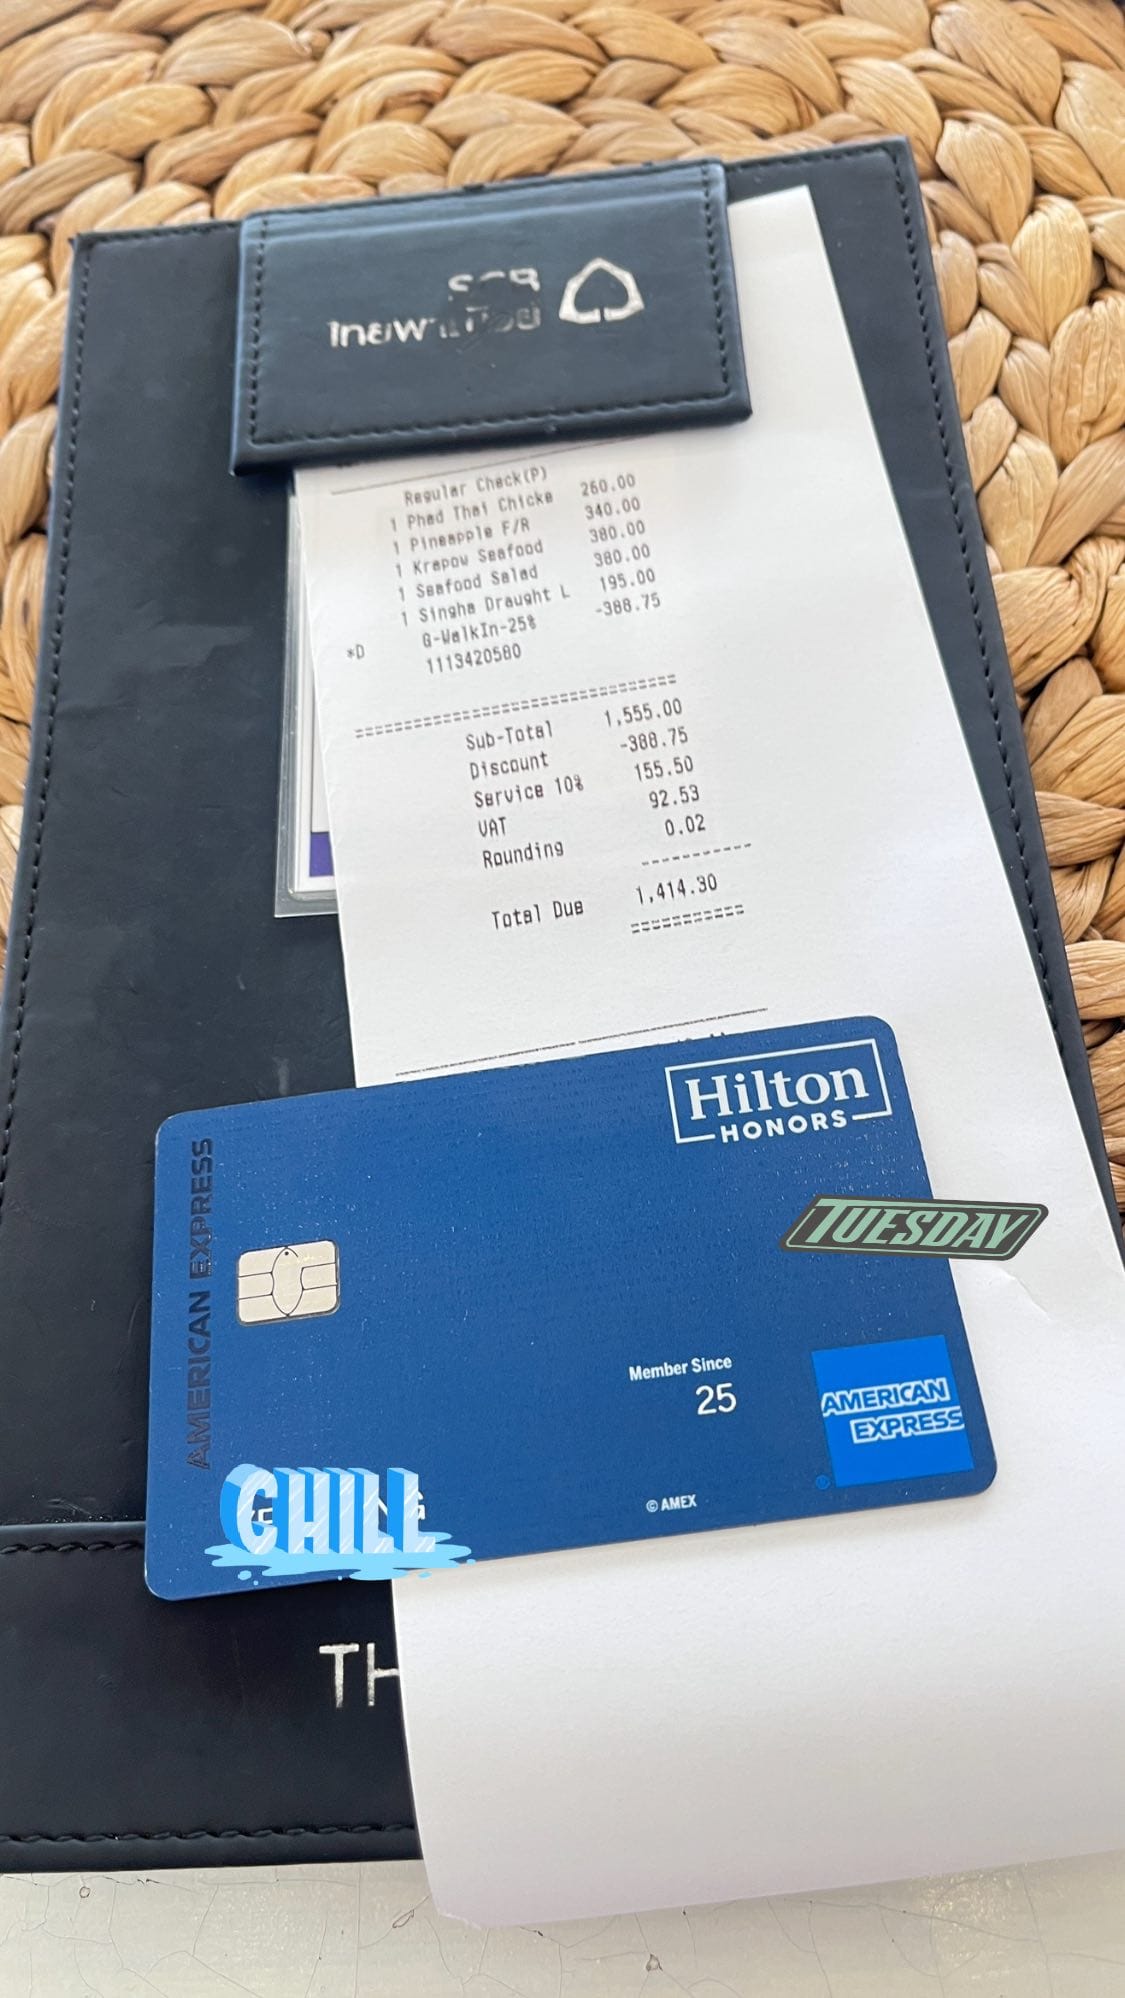 SCB
Regular Check(P)
1 Phad Thai Chicke 260.00
1 Pineapple F/R 340.00
1 Krapow Seafood 380.00
1 Seafood Salad 380.00
1 Singha Draught L 195.00
*D G-WalkIn-25% -388.75
1113420580
===============================
Sub-Total 1,555.00
Discount -388.75
Service 10% 155.50
VAT 92.53
Rounding 0.02
-----------
Total Due 1,414.30
===========
Hilton
HONORS
AMERICAN EXPRESS
TUESDAY
Member Since
25
AMERICAN
EXPRESS
CHILL
© AMEX
TH